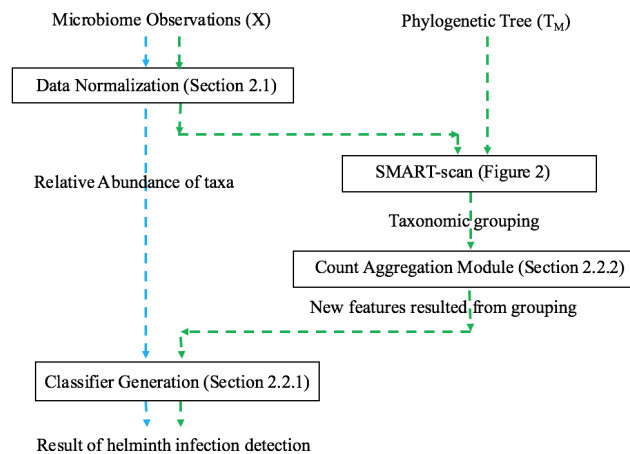 Microbiome Observations (X)
Phylogenetic Tree (T_M)
Data Normalization (Section 2.1)
Relative Abundance of taxa
SMART-scan (Figure 2)
Taxonomic grouping
Count Aggregation Module (Section 2.2.2)
New features resulted from grouping
Classifier Generation (Section 2.2.1)
Result of helminth infection detection